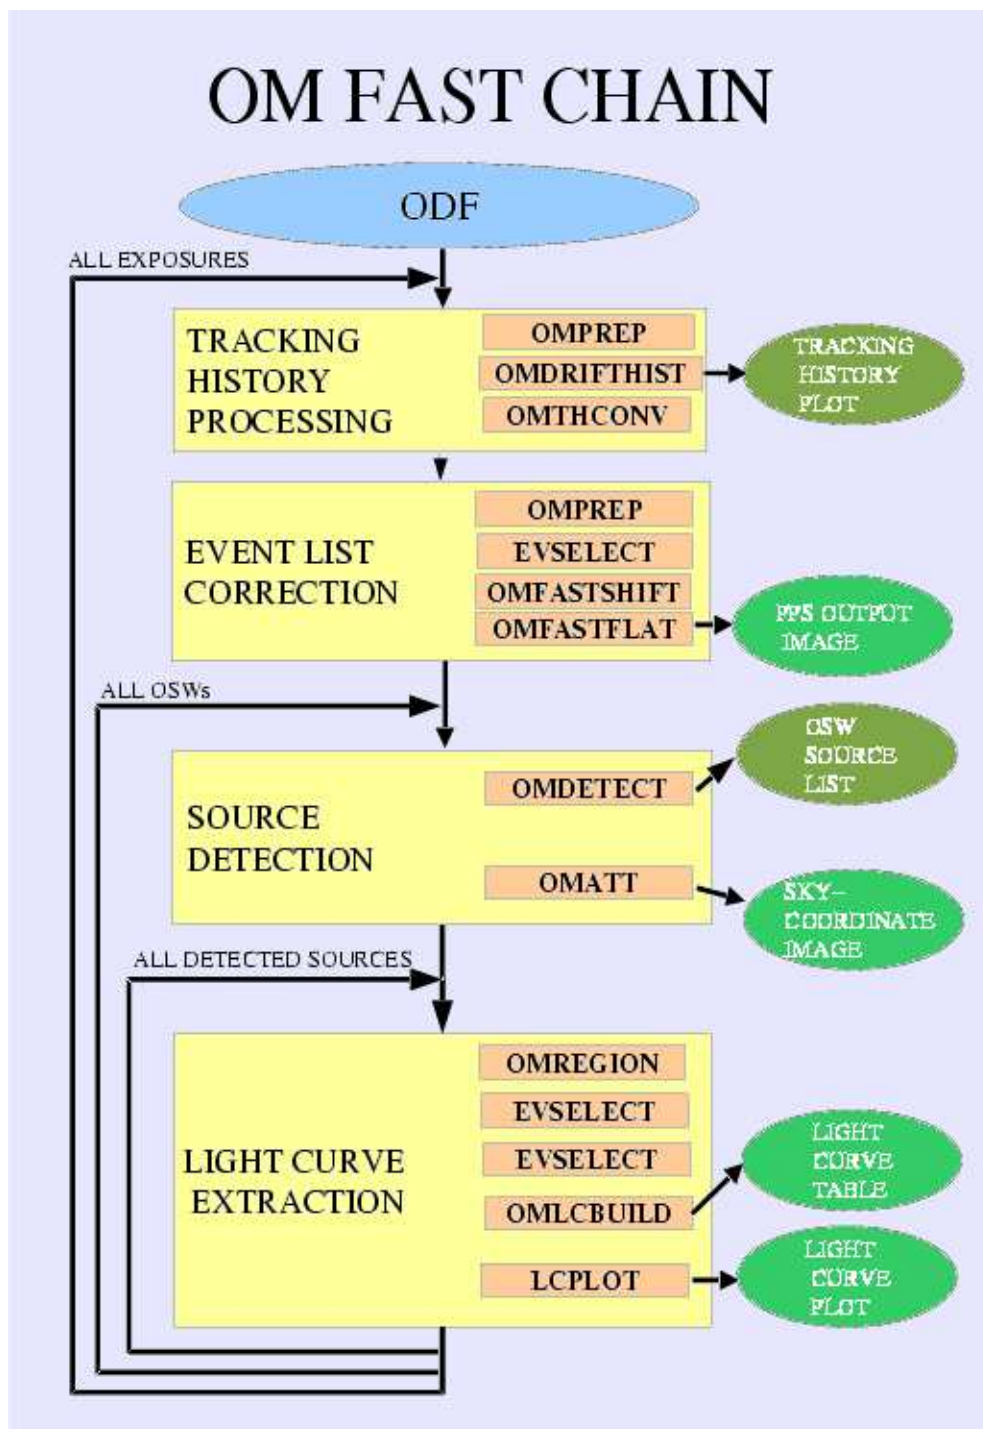 OM FAST CHAIN
ODF
ALL EXPOSURES
TRACKING
HISTORY
PROCESSING
OMPREP
OMDRIFTHIST
OMTHCONV
TRACKING
HISTORY
PLOT
EVENT LIST
CORRECTION
OMPREP
EVSELECT
OMFASTSHIFT
OMFASTFLAT
PPS OUTPUT
IMAGE
ALL OSWs
SOURCE
DETECTION
OMDETECT
OMATT
OSW
SOURCE
LIST
SKY-
COORDINATE
IMAGE
ALL DETECTED SOURCES
LIGHT CURVE
EXTRACTION
OMREGION
EVSELECT
EVSELECT
OMLCBUILD
LCPLOT
LIGHT
CURVE
TABLE
LIGHT
CURVE
PLOT